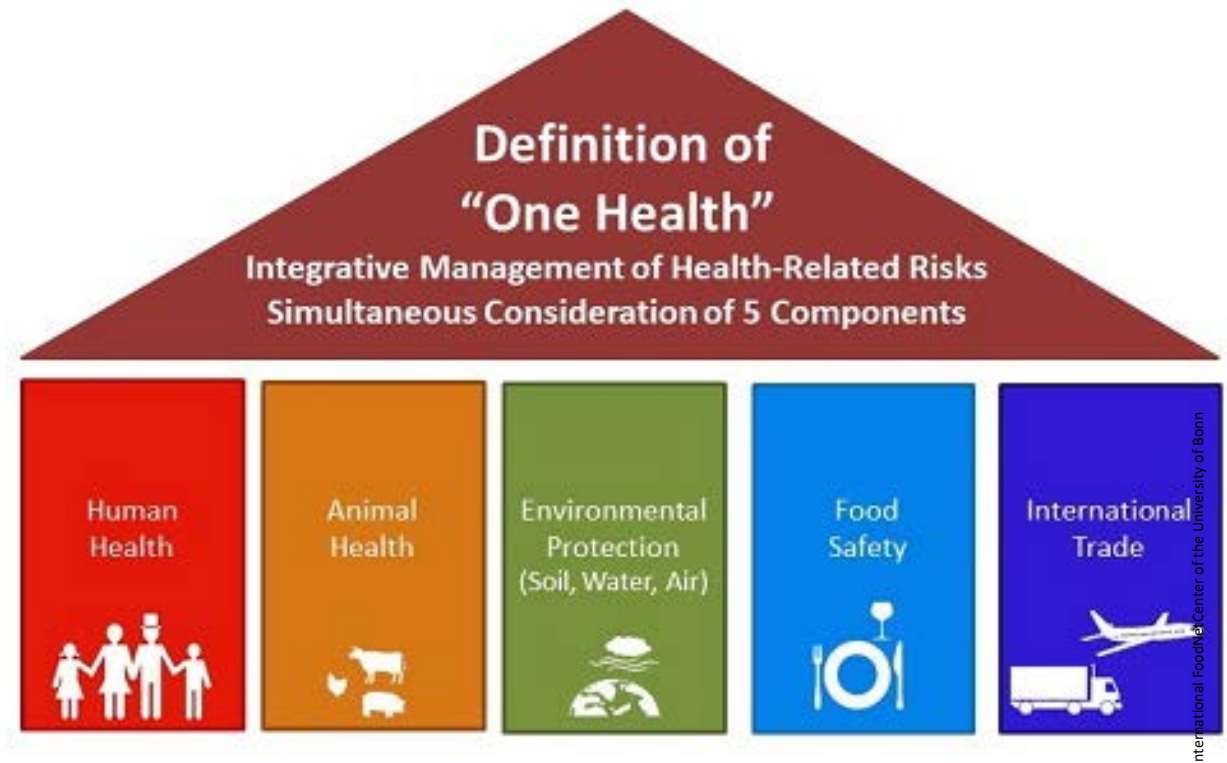 Definition of
“One Health”
Integrative Management of Health-Related Risks
Simultaneous Consideration of 5 Components
Human
Health
Animal
Health
Environmental
Protection
(Soil, Water, Air)
Food
Safety
International
Trade
nternational FoodNetCenter of the University of Bonn